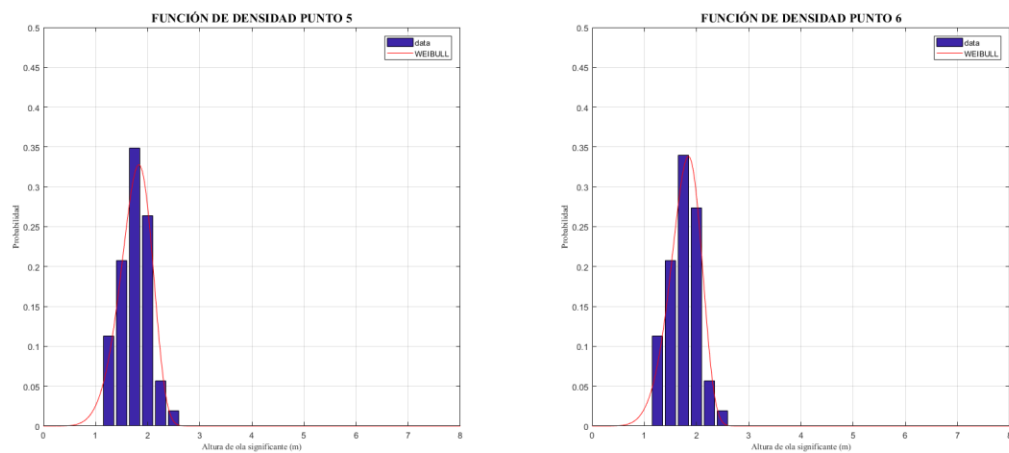 FUNCIÓN DE DENSIDAD PUNTO 5
data
WEIBULL
Probabilidad
0.5
0.45
0.4
0.35
0.3
0.25
0.2
0.15
0.1
0.05
0
0 1 2 3 4 5 6 7 8
Altura de ola significante (m)
FUNCIÓN DE DENSIDAD PUNTO 6
data
WEIBULL
Probabilidad
0.5
0.45
0.4
0.35
0.3
0.25
0.2
0.15
0.1
0.05
0
0 1 2 3 4 5 6 7 8
Altura de ola significante (m)